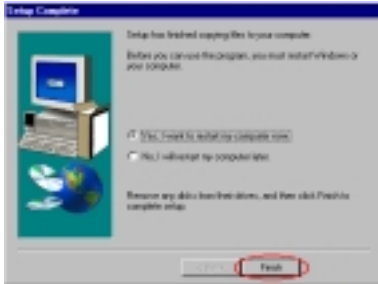 Setup Complete
Setup has finished copying files to your computer.
Before you can use the program, you must restart Windows or
your computer.
Yes, I want to restart my computer now.
No, I will restart my computer later.
Remove any disks from their drives, and then click Finish to
complete setup.
Finish